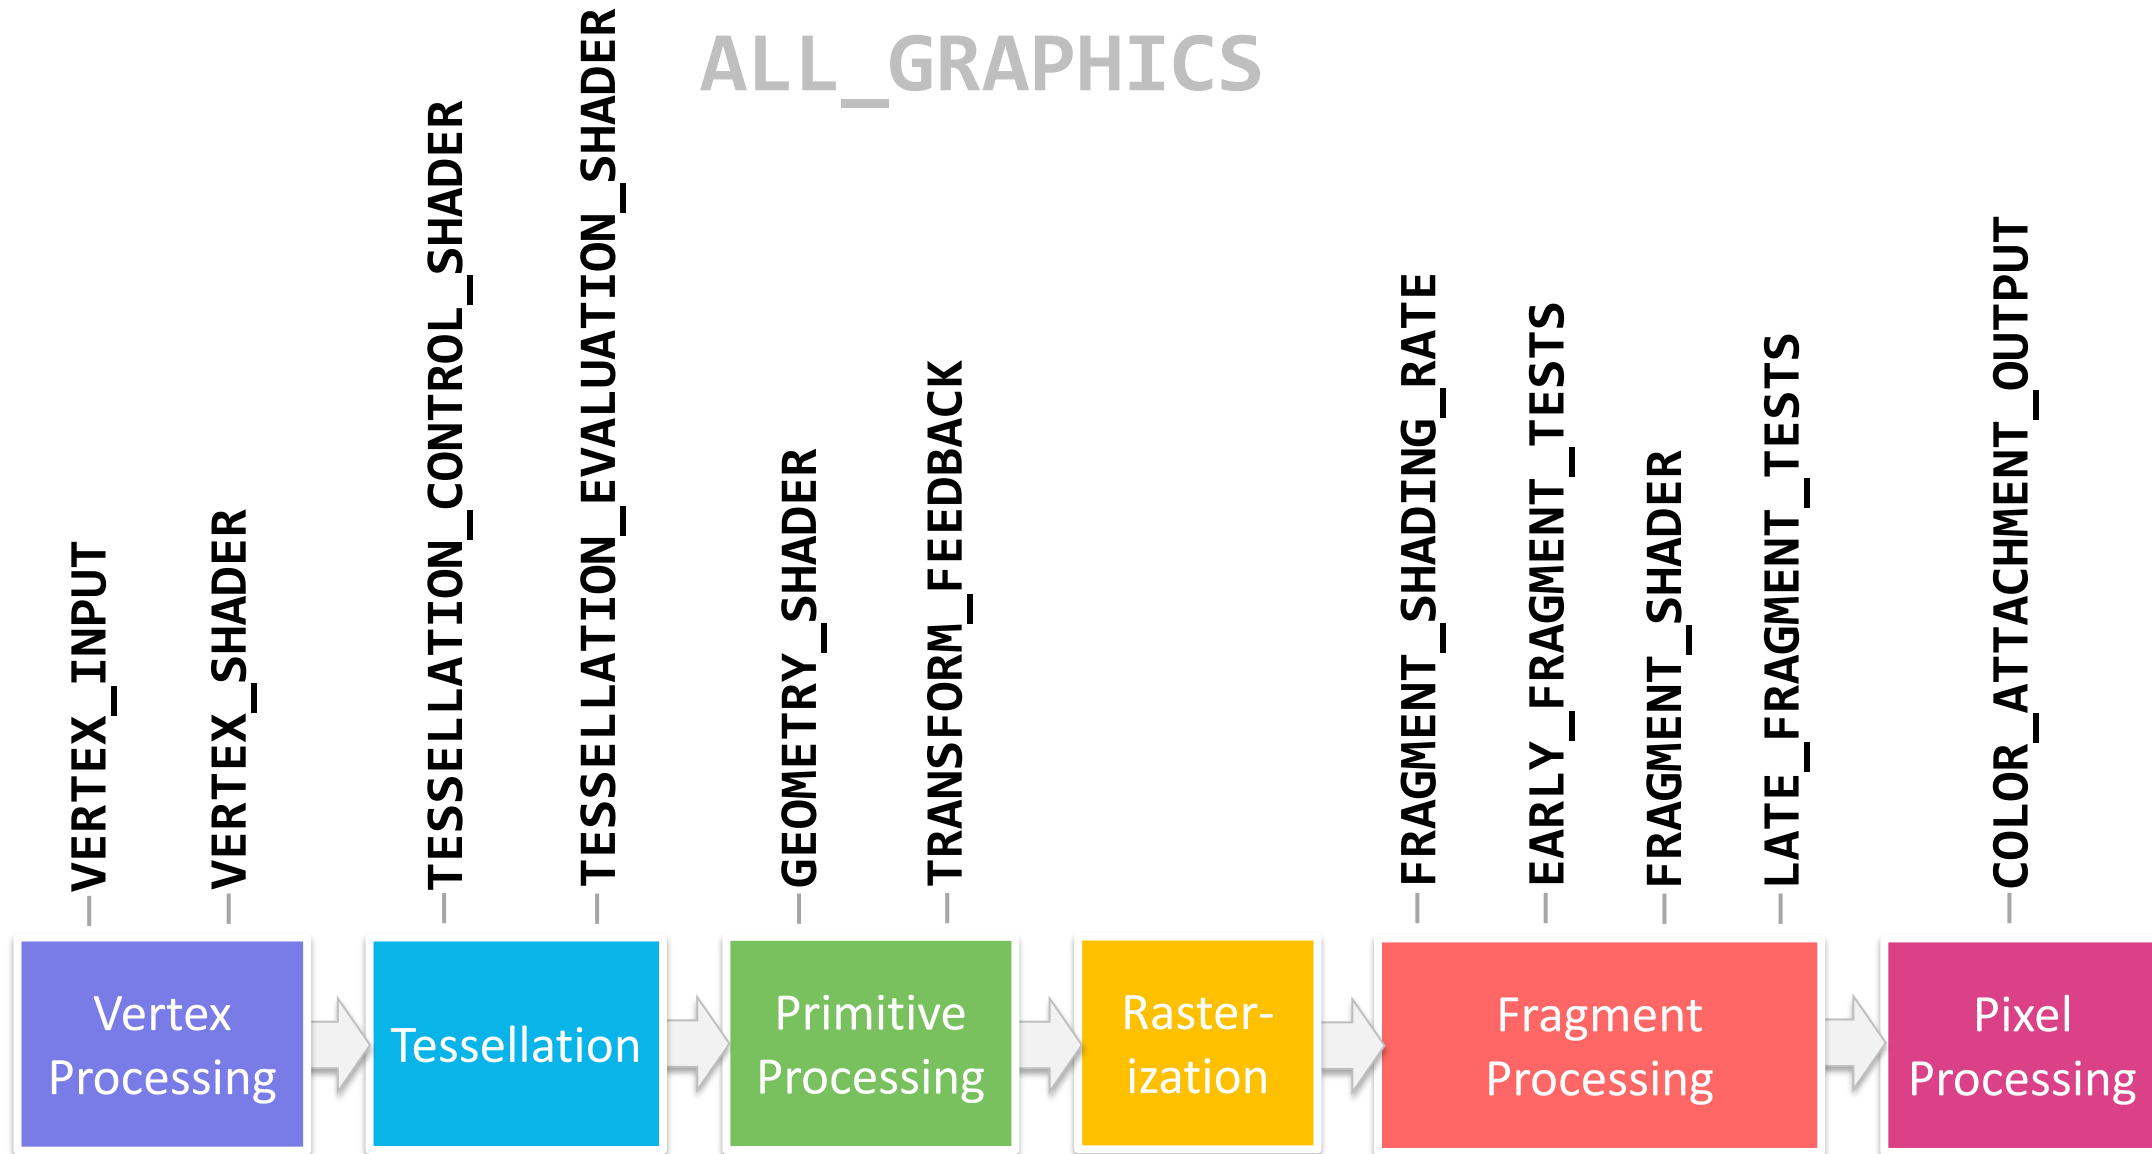 ALL_GRAPHICS
VERTEX_INPUT
VERTEX_SHADER
TESSELLATION_CONTROL_SHADER
TESSELLATION_EVALUATION_SHADER
GEOMETRY_SHADER
TRANSFORM_FEEDBACK
FRAGMENT_SHADING_RATE
EARLY_FRAGMENT_TESTS
FRAGMENT_SHADER
LATE_FRAGMENT_TESTS
COLOR_ATTACHMENT_OUTPUT
Vertex
Processing
Tessellation
Primitive
Processing
Raster-
ization
Fragment
Processing
Pixel
Processing